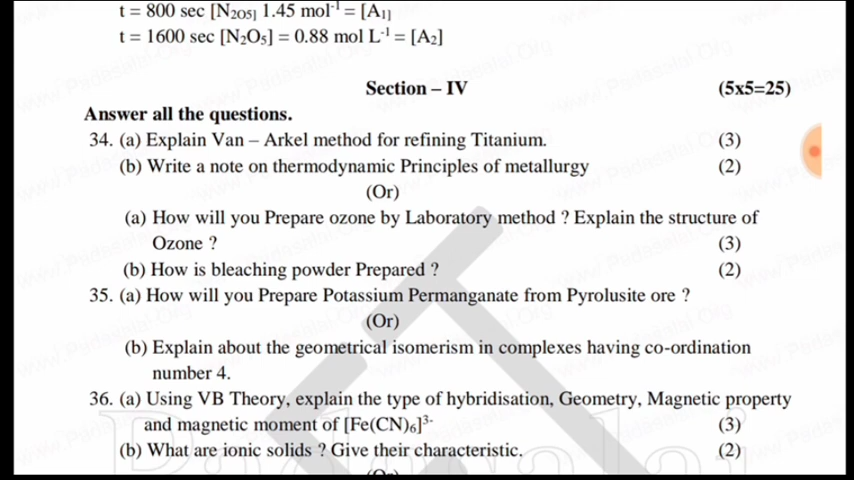 t = 800 sec [N₂O₅] 1.45 mol⁻¹ = [A₁]
t = 1600 sec [N₂O₅] = 0.88 mol L⁻¹ = [A₂]
Section – IV (5x5=25)
Answer all the questions.
34. (a) Explain Van – Arkel method for refining Titanium. (3)
(b) Write a note on thermodynamic Principles of metallurgy (2)
(Or)
(a) How will you Prepare ozone by Laboratory method ? Explain the structure of
Ozone ? (3)
(b) How is bleaching powder Prepared ? (2)
35. (a) How will you Prepare Potassium Permanganate from Pyrolusite ore ?
(Or)
(b) Explain about the geometrical isomerism in complexes having co-ordination
number 4.
36. (a) Using VB Theory, explain the type of hybridisation, Geometry, Magnetic property
and magnetic moment of [Fe(CN)₆]³⁻ (3)
(b) What are ionic solids ? Give their characteristic. (2)
(Or)